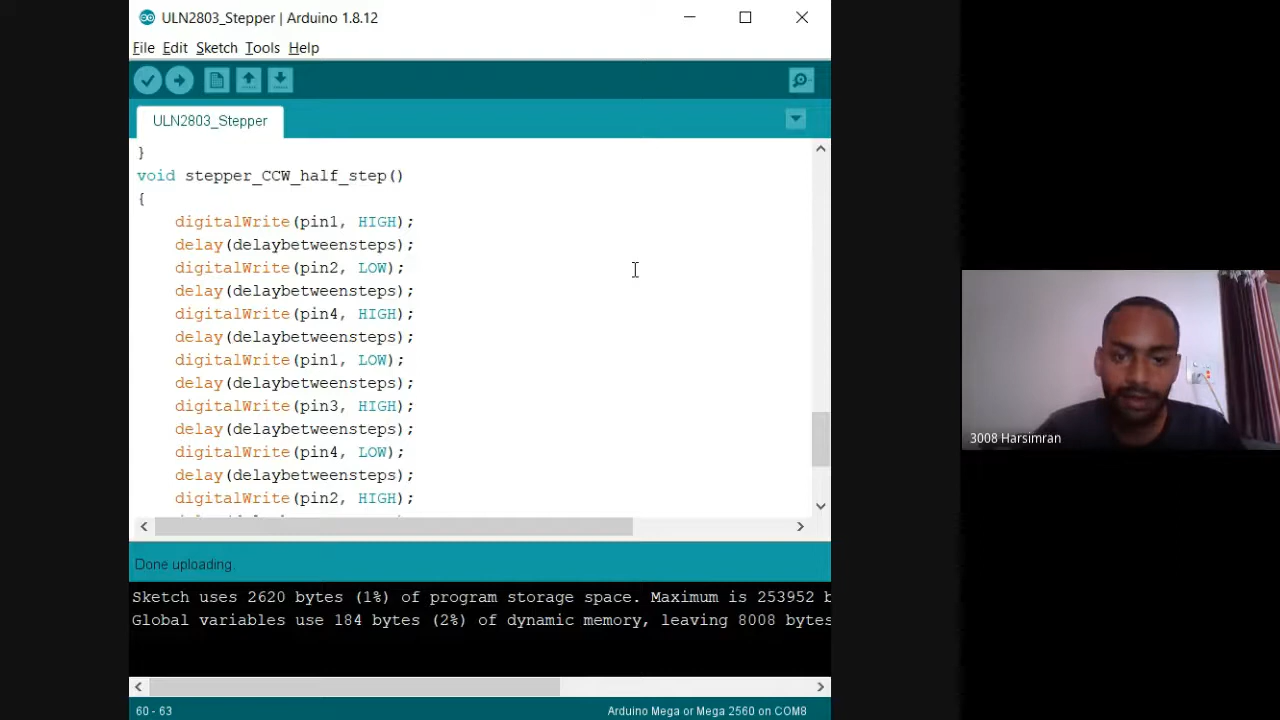 ULN2803_Stepper | Arduino 1.8.12
File Edit Sketch Tools Help
ULN2803_Stepper
}
void stepper_CCW_half_step()
{
digitalWrite(pin1, HIGH);
delay(delaybetweensteps);
digitalWrite(pin2, LOW);
delay(delaybetweensteps);
digitalWrite(pin4, HIGH);
delay(delaybetweensteps);
digitalWrite(pin1, LOW);
delay(delaybetweensteps);
digitalWrite(pin3, HIGH);
delay(delaybetweensteps);
digitalWrite(pin4, LOW);
delay(delaybetweensteps);
digitalWrite(pin2, HIGH);
Done uploading.
Sketch uses 2620 bytes (1%) of program storage space. Maximum is 253952 b
Global variables use 184 bytes (2%) of dynamic memory, leaving 8008 bytes
60 - 63
Arduino Mega or Mega 2560 on COM8
3008 Harsimran